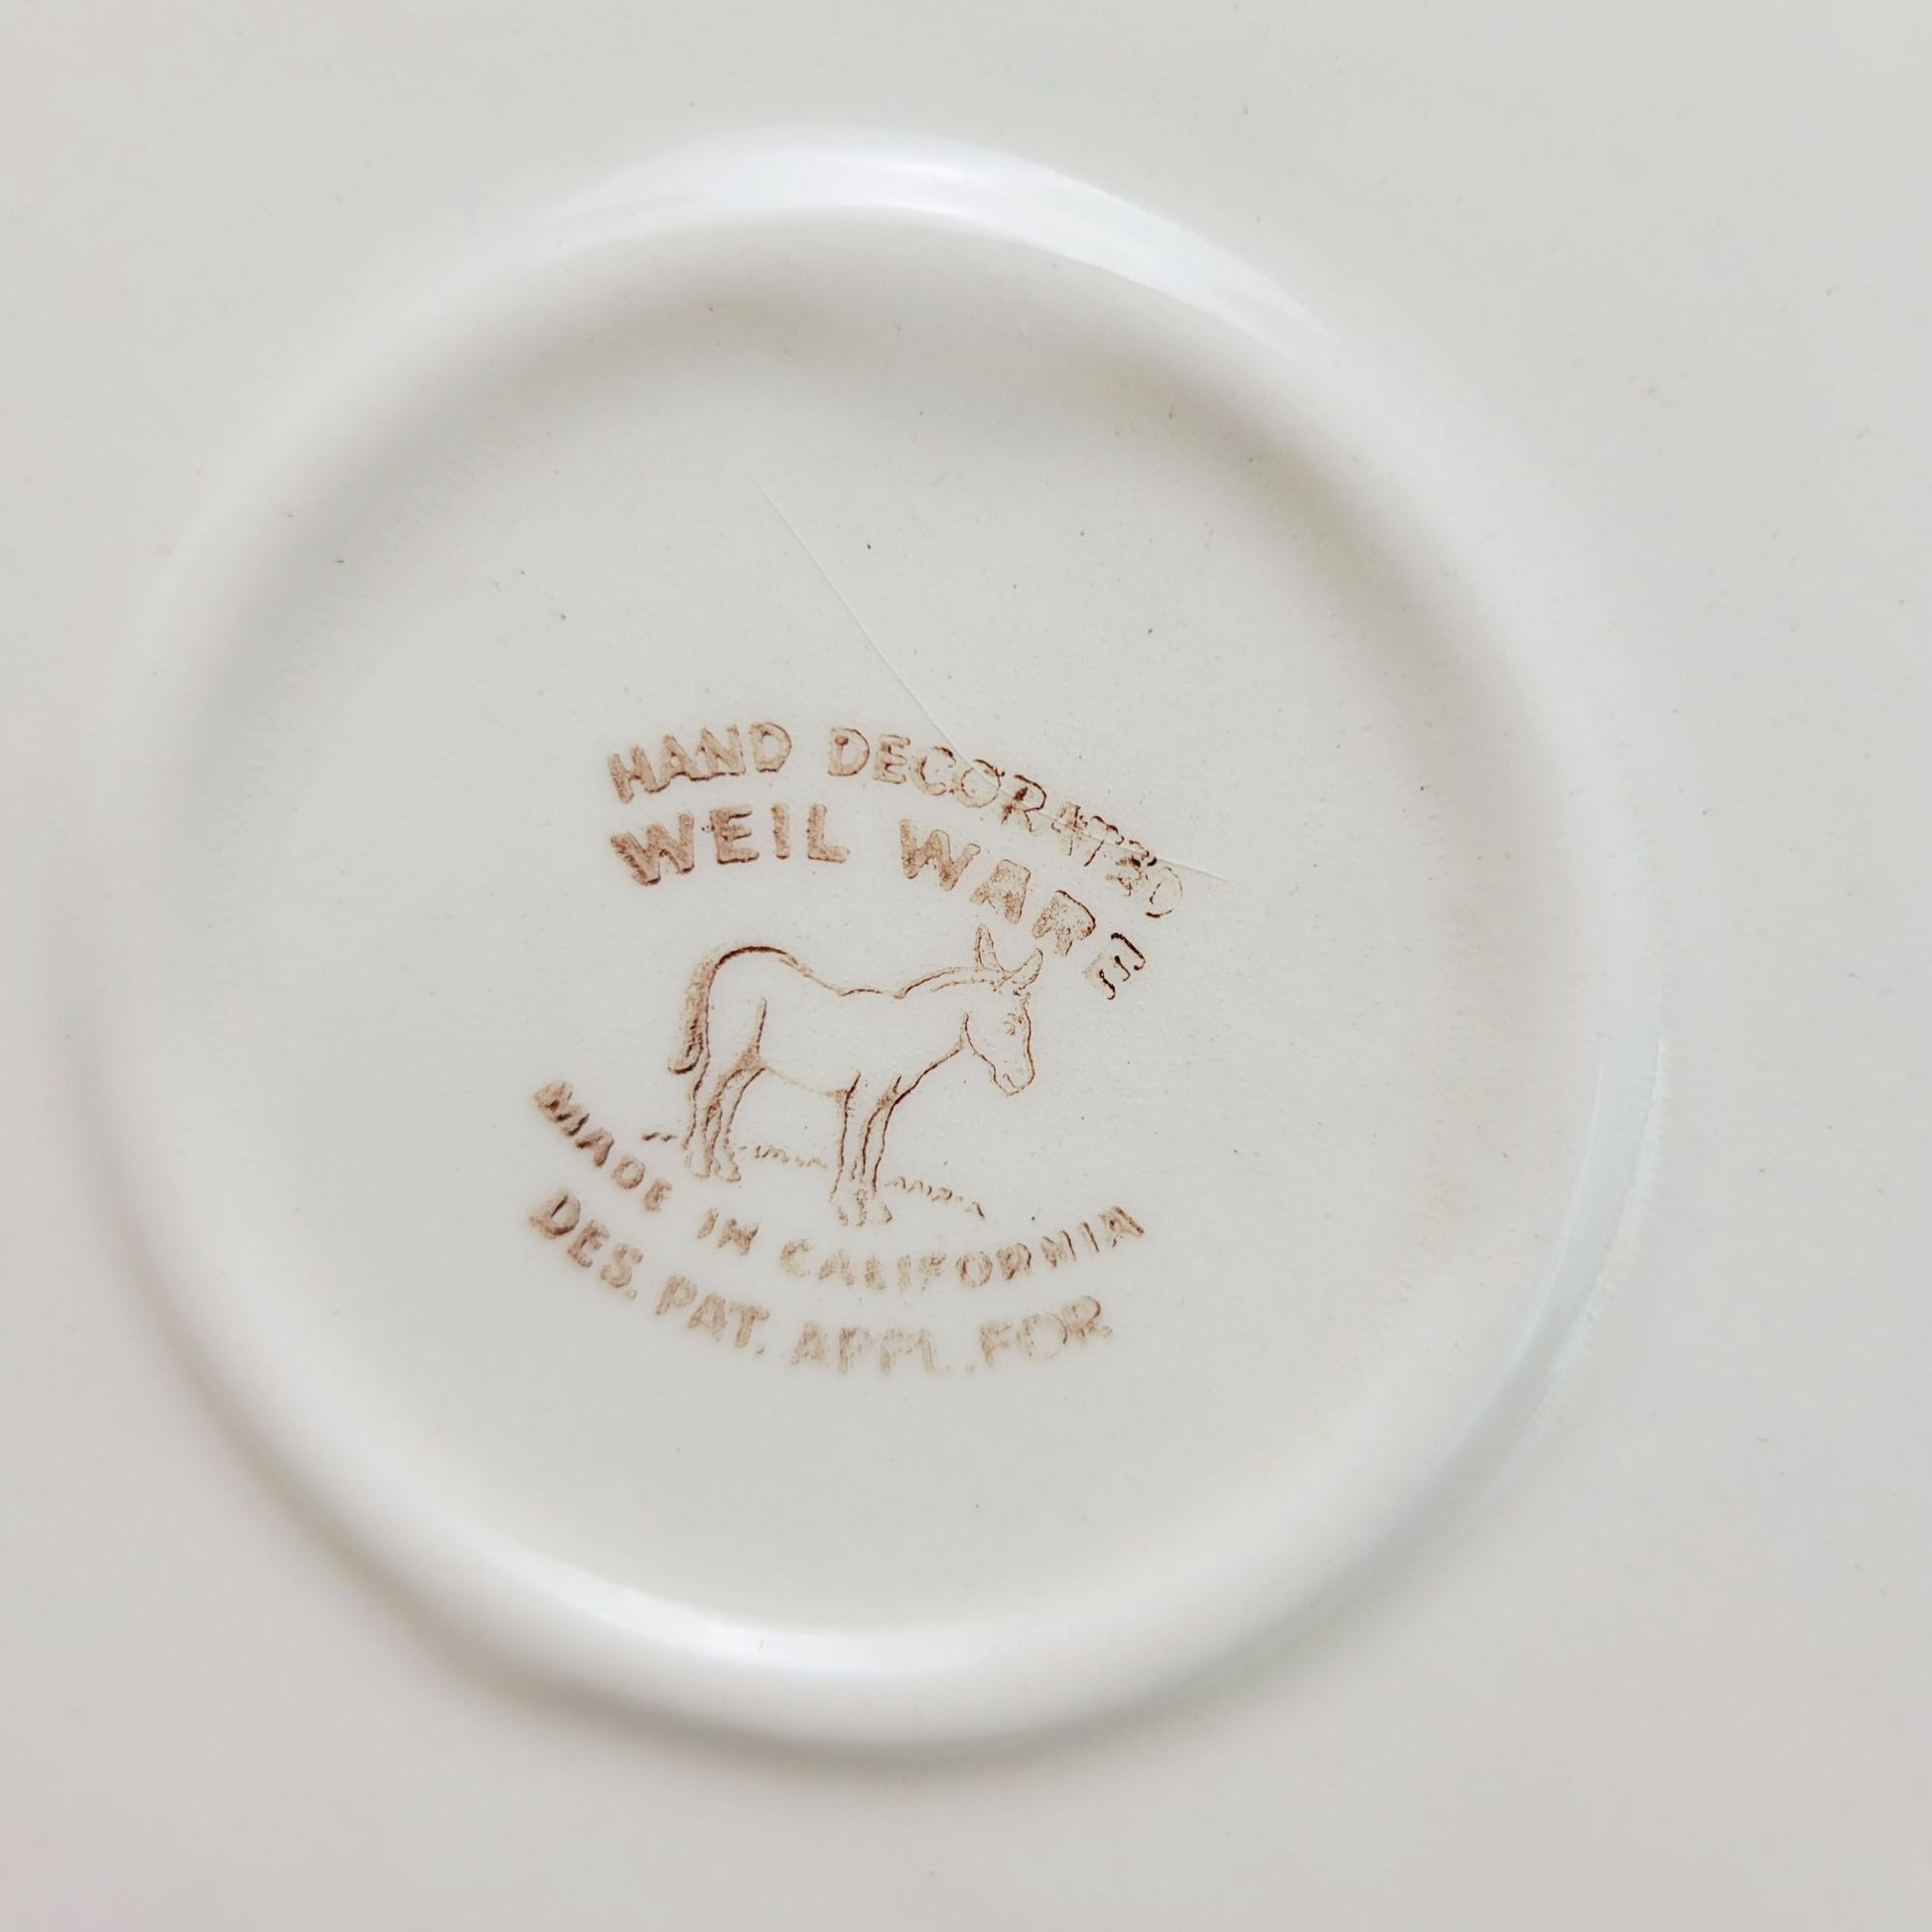 HAND DECORATED
WEIL WARE
MADE IN CALIFORNIA
DES. PAT. APPL. FOR